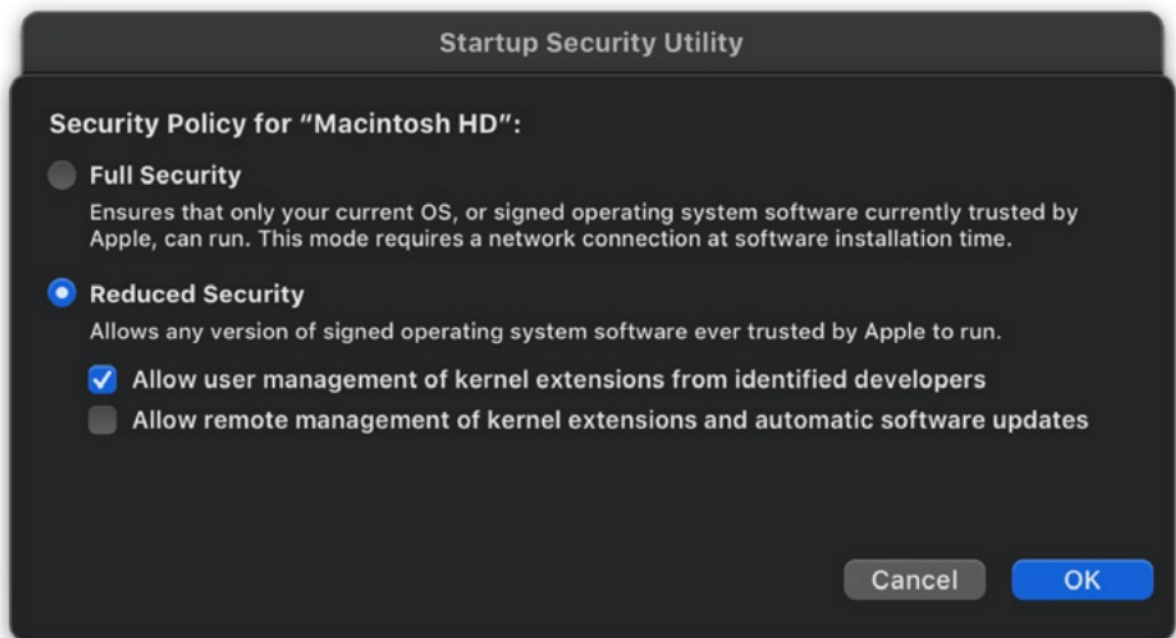 Startup Security Utility
Security Policy for “Macintosh HD”:
Full Security
Ensures that only your current OS, or signed operating system software currently trusted by
Apple, can run. This mode requires a network connection at software installation time.
Reduced Security
Allows any version of signed operating system software ever trusted by Apple to run.
Allow user management of kernel extensions from identified developers
Allow remote management of kernel extensions and automatic software updates
Cancel OK